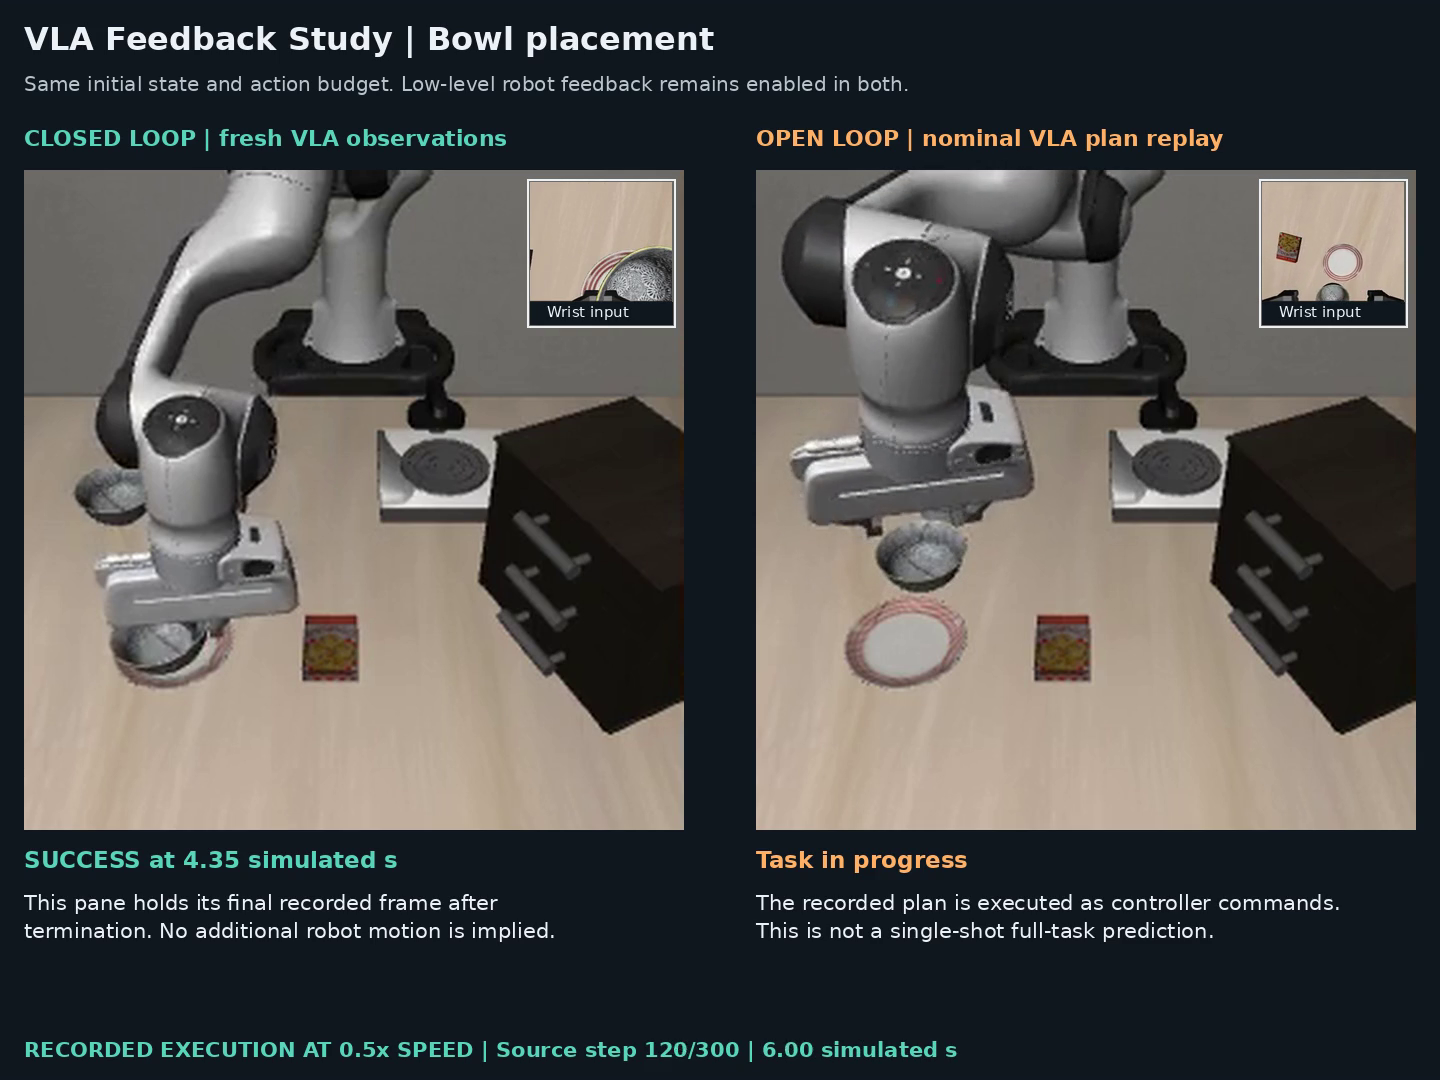 VLA Feedback Study | Bowl placement
Same initial state and action budget. Low-level robot feedback remains enabled in both.
CLOSED LOOP | fresh VLA observations
Wrist input
SUCCESS at 4.35 simulated s
This pane holds its final recorded frame after
termination. No additional robot motion is implied.
OPEN LOOP | nominal VLA plan replay
Wrist input
Task in progress
The recorded plan is executed as controller commands.
This is not a single-shot full-task prediction.
RECORDED EXECUTION AT 0.5x SPEED | Source step 120/300 | 6.00 simulated s